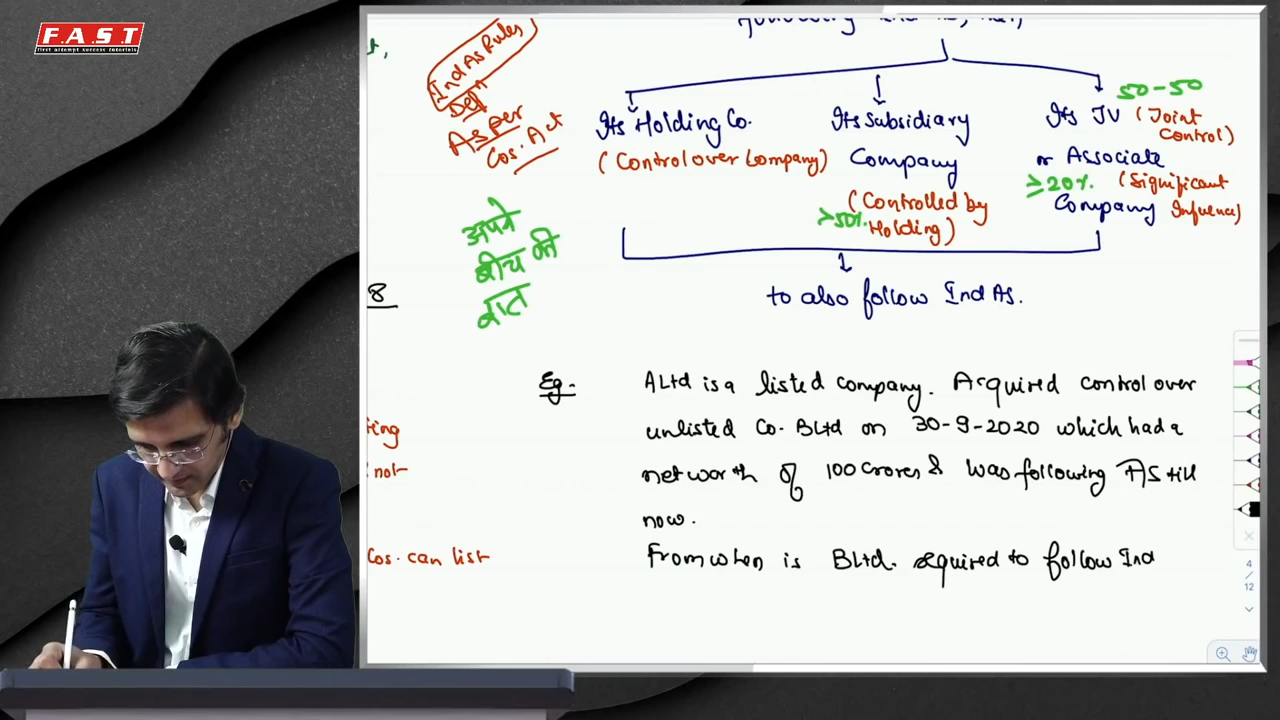 F.A.S.T
first attempt success tutorials
Ind As Rules
Defn
As per
Cos. Act
50-50
Its Holding Co.
(Control over Company)
Its Subsidiary
Company
(Controlled by
Holding)
>50%
Its JV (Joint
Control)
or Associate
≥20% (Significant
Company Influence)
अपने
बीच की
बात
to also follow Ind As.
8
Eg.
A Ltd is a listed company. Acquired control over
unlisted Co. B Ltd on 30-9-2020 which had a
networth of 100 crores & was following AS till
now.
From when is B Ltd. required to follow Ind
ring
not
Cos. can list
4
/
12